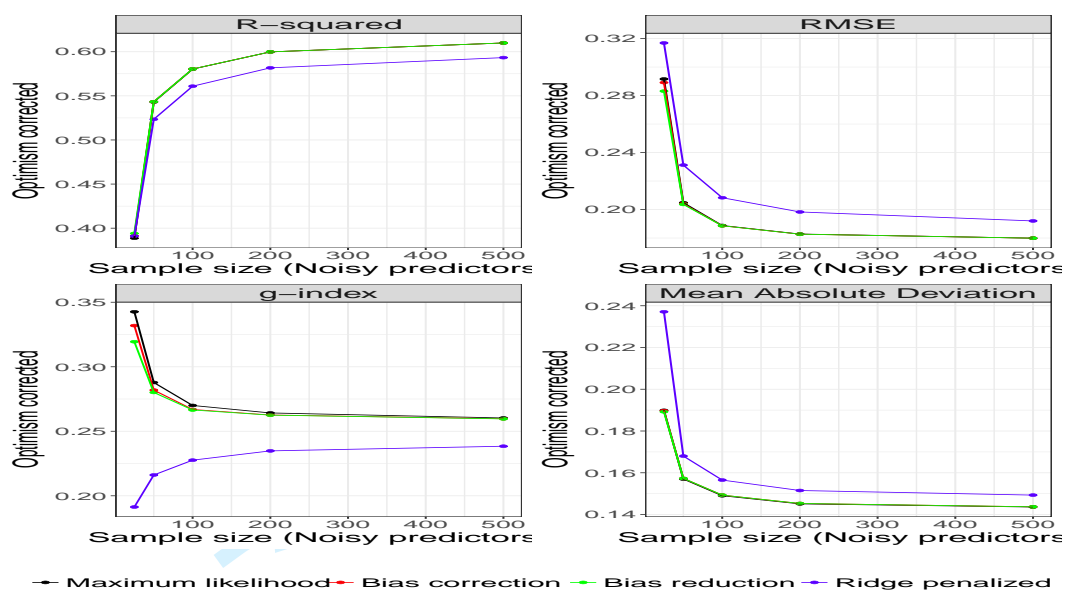 R−squared
RMSE
Optimism corrected
0.60
0.55
0.50
0.45
0.40
100 200 300 400 500
Sample size (Noisy predictors
Optimism corrected
0.32
0.28
0.24
0.20
100 200 300 400 500
Sample size (Noisy predictors
g−index
Mean Absolute Deviation
Optimism corrected
0.35
0.30
0.25
0.20
100 200 300 400 500
Sample size (Noisy predictors
Optimism corrected
0.24
0.22
0.20
0.18
0.16
0.14
100 200 300 400 500
Sample size (Noisy predictors
Maximum likelihood Bias correction Bias reduction Ridge penalized